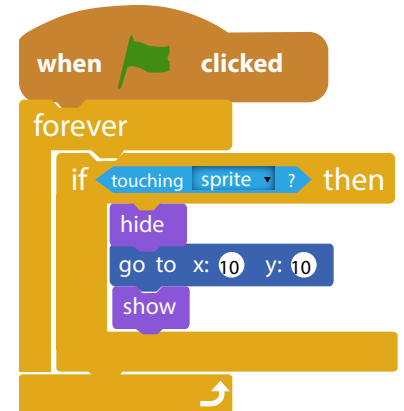 when clicked
forever
if touching sprite ? then
hide
go to x: 10 y: 10
show